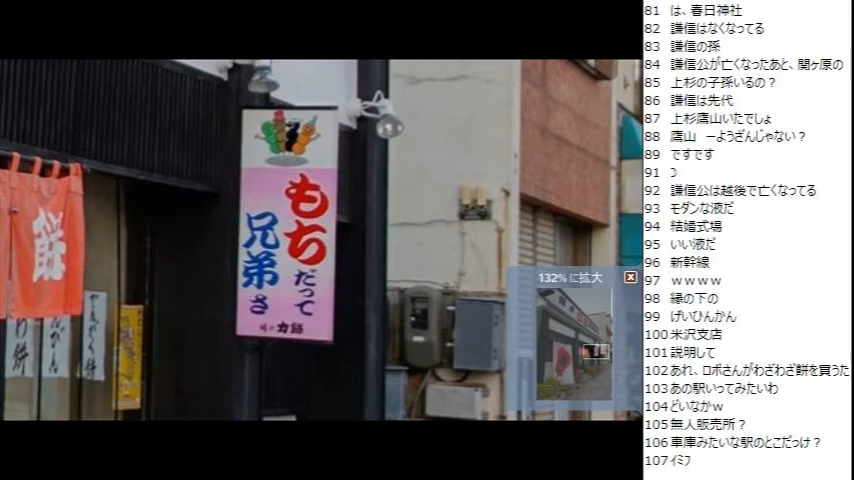 もち
だって
兄弟さ
力餅
餅
132%に拡大
81 は、春日神社
82 謙信はなくなってる
83 謙信の孫
84 謙信公が亡くなったあと、関ヶ原の
85 上杉の子孫いるの？
86 謙信は先代
87 上杉鷹山いたでしょ
88 鷹山　ーようざんじゃない？
89 ですです
91 コ
92 謙信公は越後で亡くなってる
93 モダンな液だ
94 結婚式場
95 いい液だ
96 新幹線
97 ｗｗｗｗ
98 縁の下の
99 げいひんかん
100 米沢支店
101 説明して
102 あれ、ロボさんがわざわざ餅を買うた
103 あの駅いってみたいわ
104 どいなかｗ
105 無人販売所？
106 車庫みたいな駅のとこだっけ？
107 ｲﾐﾌ